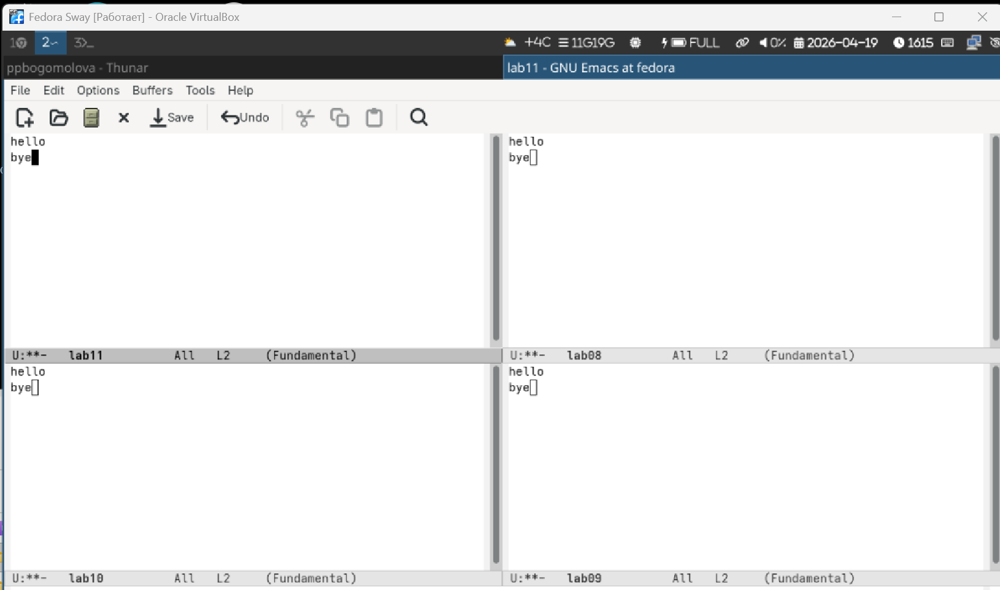 Fedora Sway [Работает] - Oracle VirtualBox
1 2 3 +4C 11G19G FULL 0% 2026-04-19 1615
ppbogomolova - Thunar lab11 - GNU Emacs at fedora
File Edit Options Buffers Tools Help
Save Undo
hello
bye
hello
bye
U:**- lab11 All L2 (Fundamental)
U:**- lab08 All L2 (Fundamental)
hello
bye
hello
bye
U:**- lab10 All L2 (Fundamental)
U:**- lab09 All L2 (Fundamental)